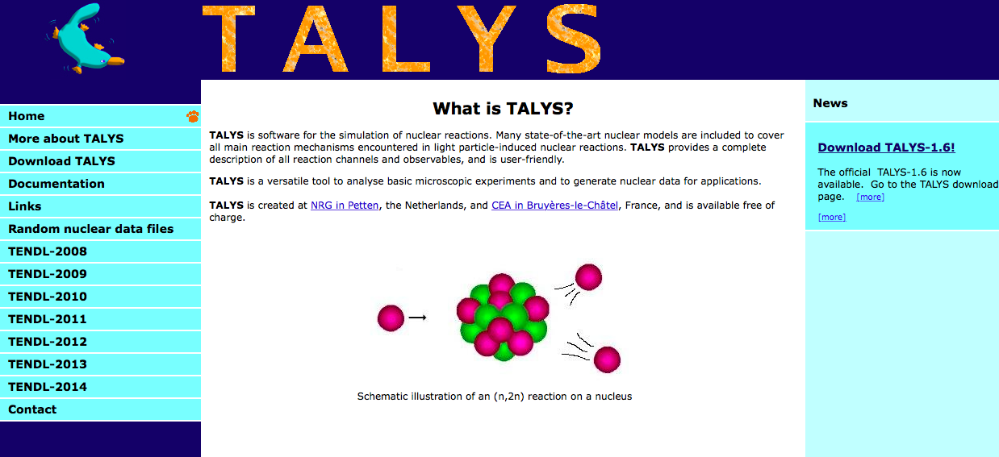 TALYS
Home
More about TALYS
Download TALYS
Documentation
Links
Random nuclear data files
TENDL-2008
TENDL-2009
TENDL-2010
TENDL-2011
TENDL-2012
TENDL-2013
TENDL-2014
Contact
What is TALYS?
TALYS is software for the simulation of nuclear reactions. Many state-of-the-art nuclear models are included to cover
all main reaction mechanisms encountered in light particle-induced nuclear reactions. TALYS provides a complete
description of all reaction channels and observables, and is user-friendly.
TALYS is a versatile tool to analyse basic microscopic experiments and to generate nuclear data for applications.
TALYS is created at NRG in Petten, the Netherlands, and CEA in Bruyères-le-Châtel, France, and is available free of
charge.
Schematic illustration of an (n,2n) reaction on a nucleus
News
Download TALYS-1.6!
The official TALYS-1.6 is now
available. Go to the TALYS download
page. [more]
[more]